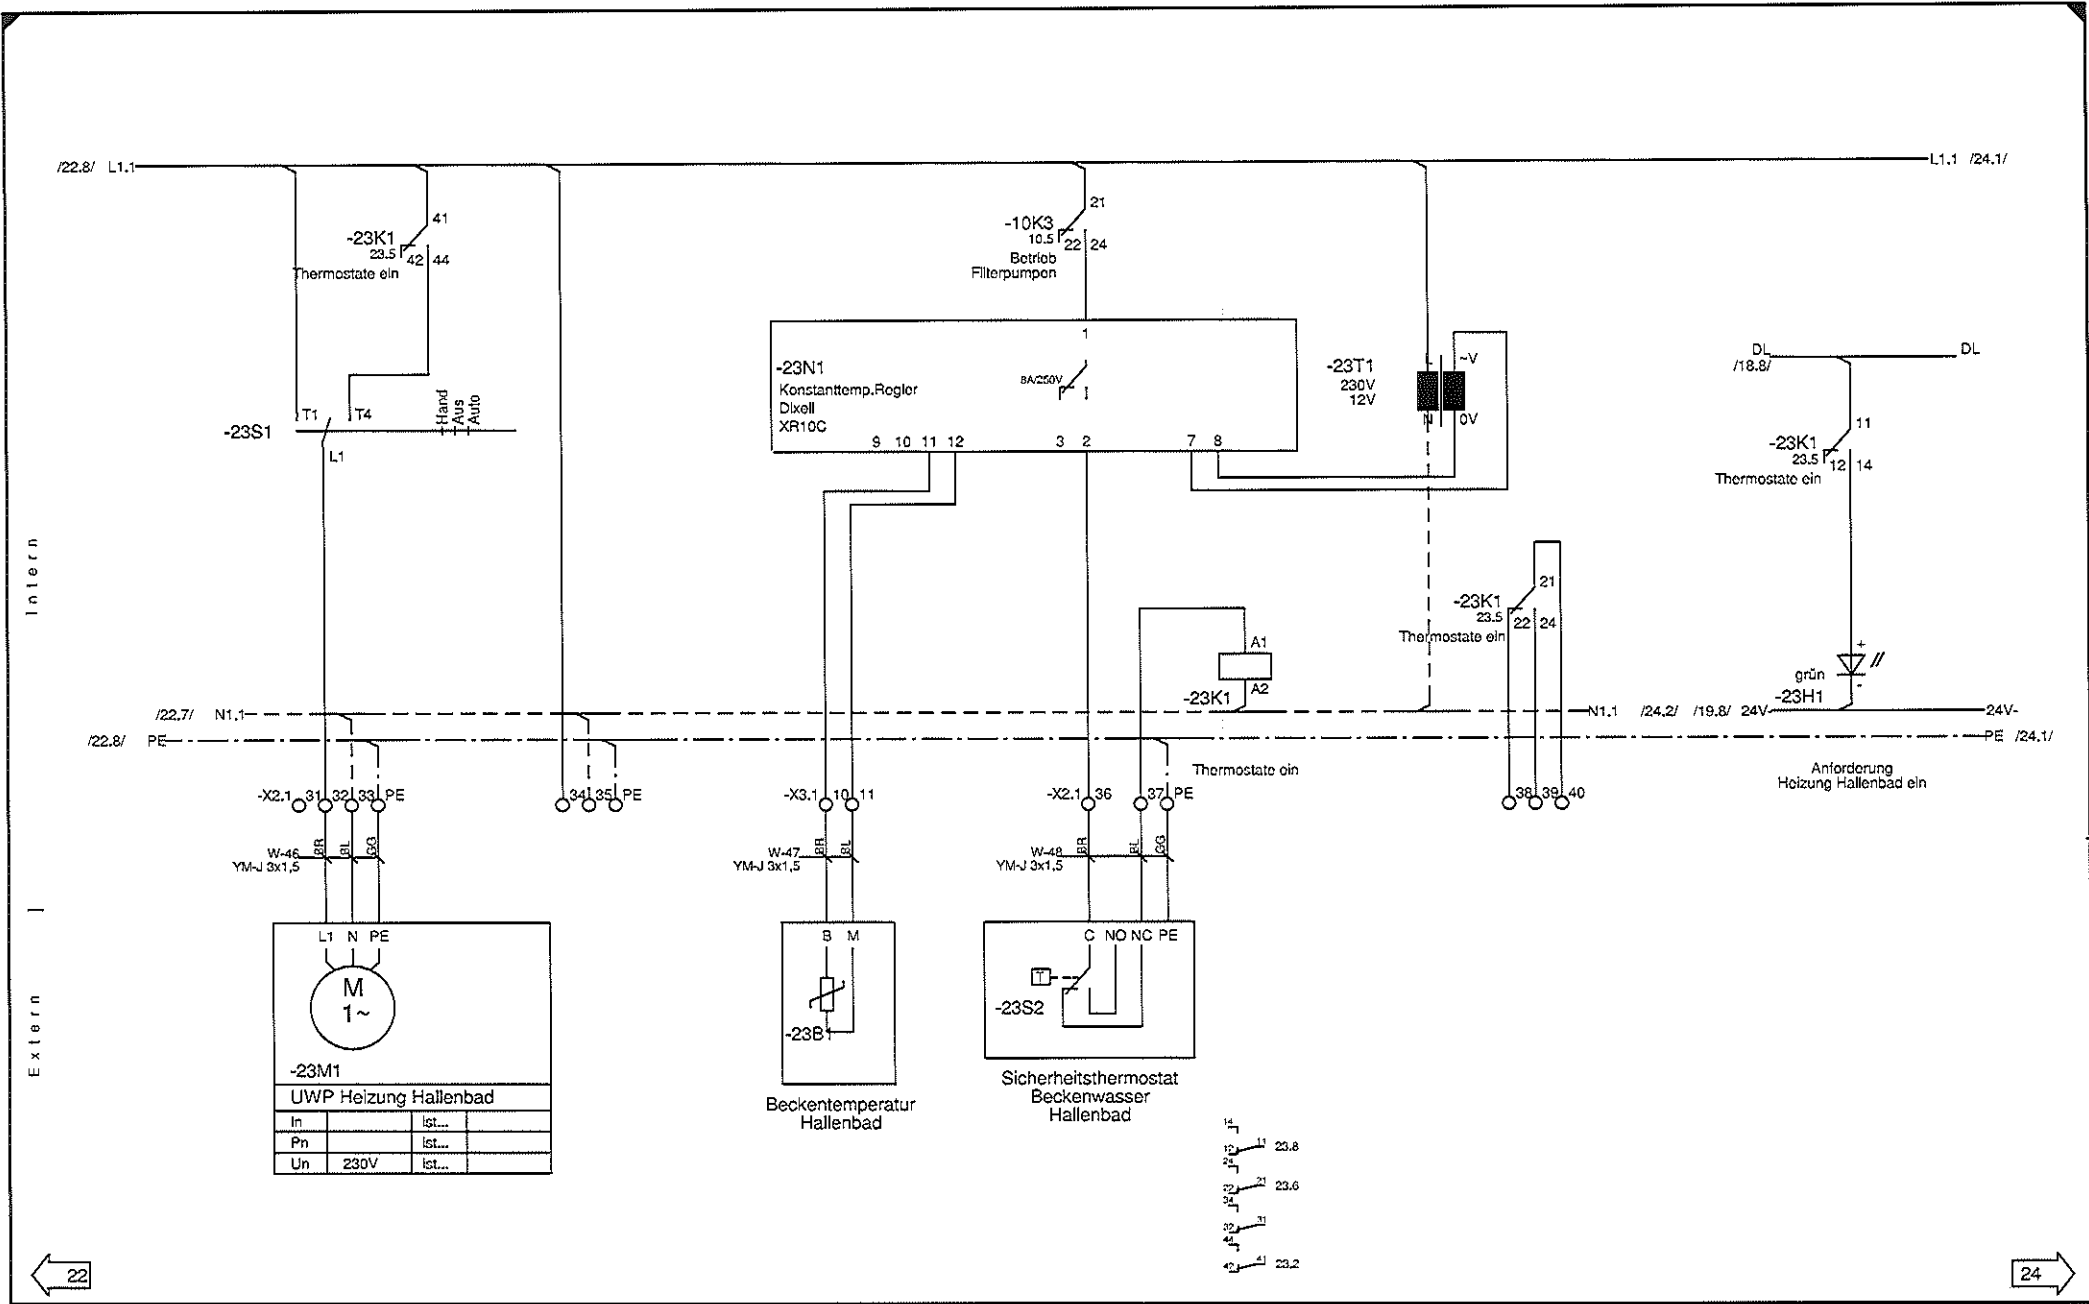 /22.8/ L1.1
L1.1 /24.1/
41
-23K1
23.5
42 44
Thermostate ein
21
-10K3
10.5
22 24
Betrieb
Filterpumpen
1
-23N1
Konstanttemp.Regler
Dixell
XR10C
8A/250V
9 10 11 12 3 2 7 8
-23T1
230V
12V
L
~V
N
0V
DL
/18.8/
DL
11
-23K1
23.5
12 14
Thermostate ein
T1 T4
Hand
Aus
Auto
-23S1
L1
Intern
21
-23K1
23.5
22 24
Thermostate ein
A1
A2
-23K1
+
grün
-
-23H1
/22.7/ N1.1
N1.1 /24.2/ /19.8/ 24V-
24V-
/22.8/ PE
PE /24.1/
Thermostate ein
Anforderung
Heizung Hallenbad ein
-X2.1 31 32 33 PE
34 35 PE
-X3.1 10 11
-X2.1 36 37 PE
38 39 40
W-46
YM-J 3x1,5
BR BL GG
W-47
YM-J 3x1,5
BR BL
W-48
YM-J 3x1,5
BR BL GG
Extern
L1 N PE
M
1~
-23M1
UWP Heizung Hallenbad
In Ist...
Pn Ist...
Un 230V Ist...
B M
-23B1
Beckentemperatur
Hallenbad
C NO NC PE
T
-23S2
Sicherheitsthermostat
Beckenwasser
Hallenbad
14
12 11 23.8
24
22 21 23.6
34
32 31
44
42 41 23.2
22
24